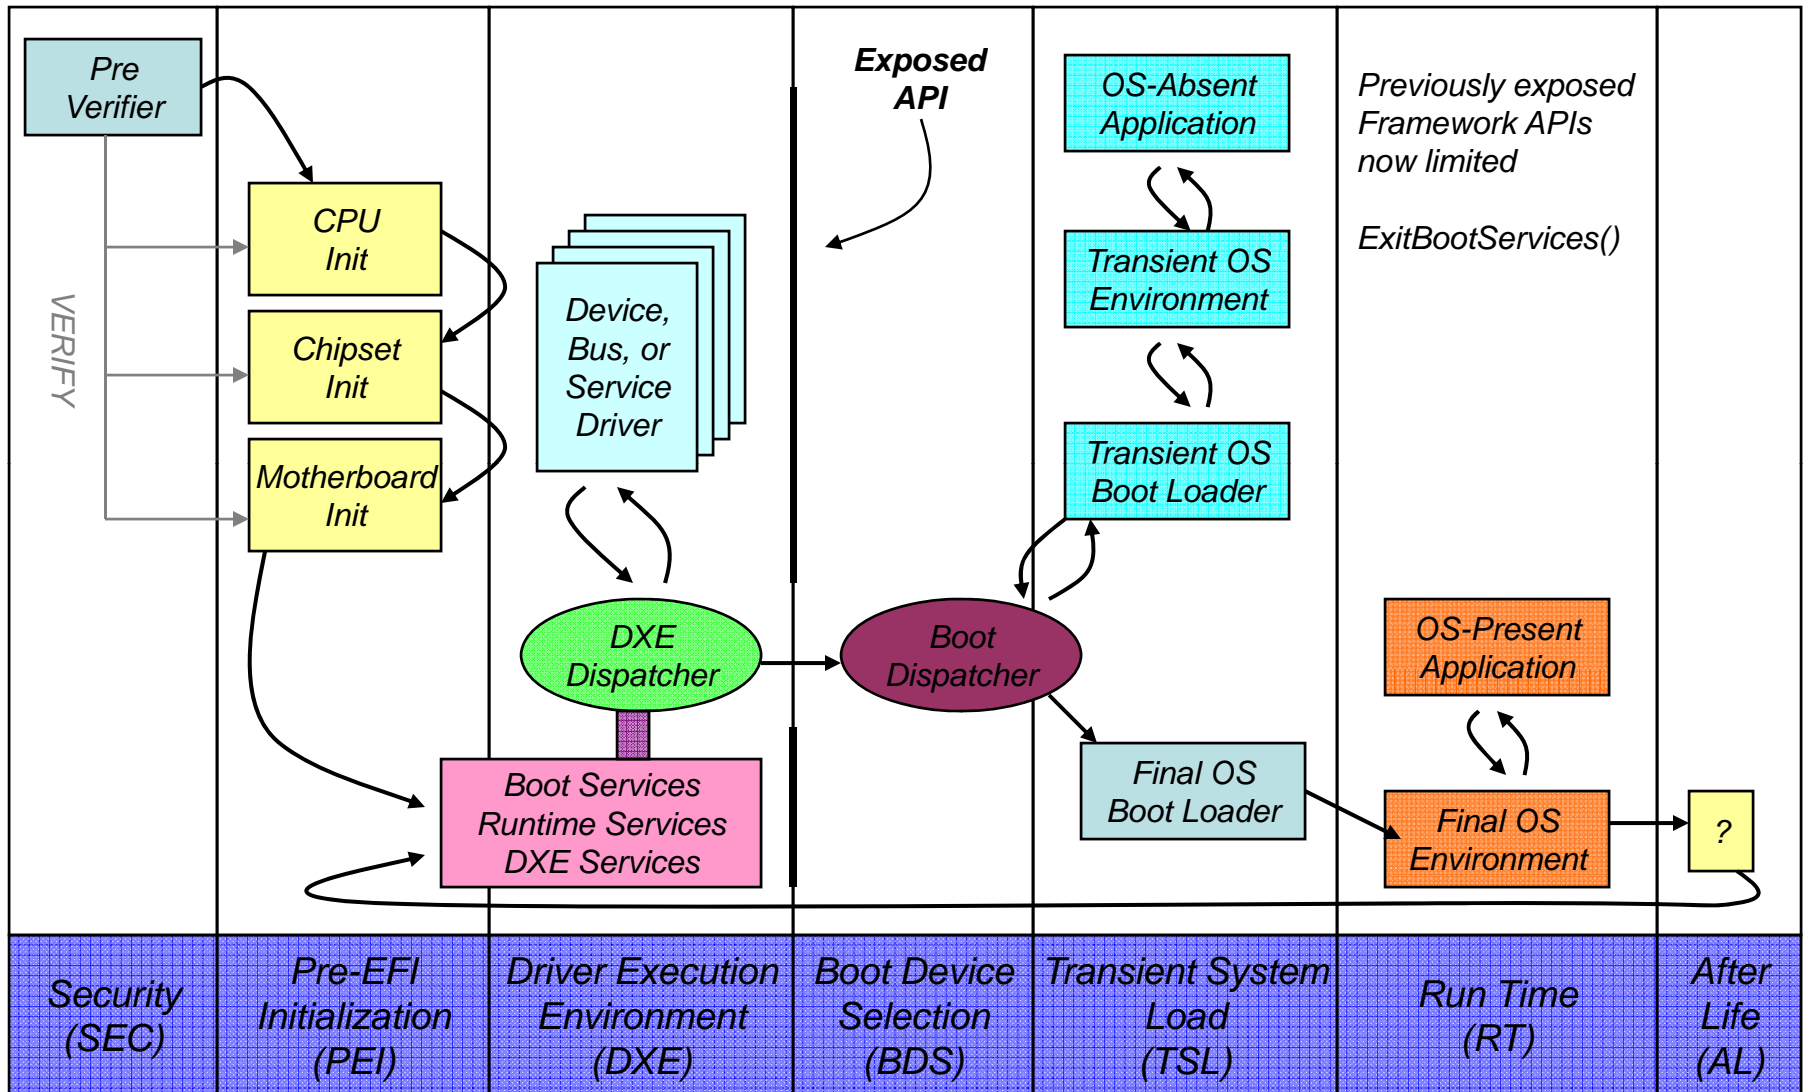 Pre
Verifier
VERIFY
CPU
Init
Chipset
Init
Motherboard
Init
Device,
Bus, or
Service
Driver
DXE
Dispatcher
Boot Services
Runtime Services
DXE Services
Exposed
API
Boot
Dispatcher
OS-Absent
Application
Transient OS
Environment
Transient OS
Boot Loader
Final OS
Boot Loader
Previously exposed
Framework APIs
now limited
ExitBootServices()
OS-Present
Application
Final OS
Environment
?
Security
(SEC)
Pre-EFI
Initialization
(PEI)
Driver Execution
Environment
(DXE)
Boot Device
Selection
(BDS)
Transient System
Load
(TSL)
Run Time
(RT)
After
Life
(AL)